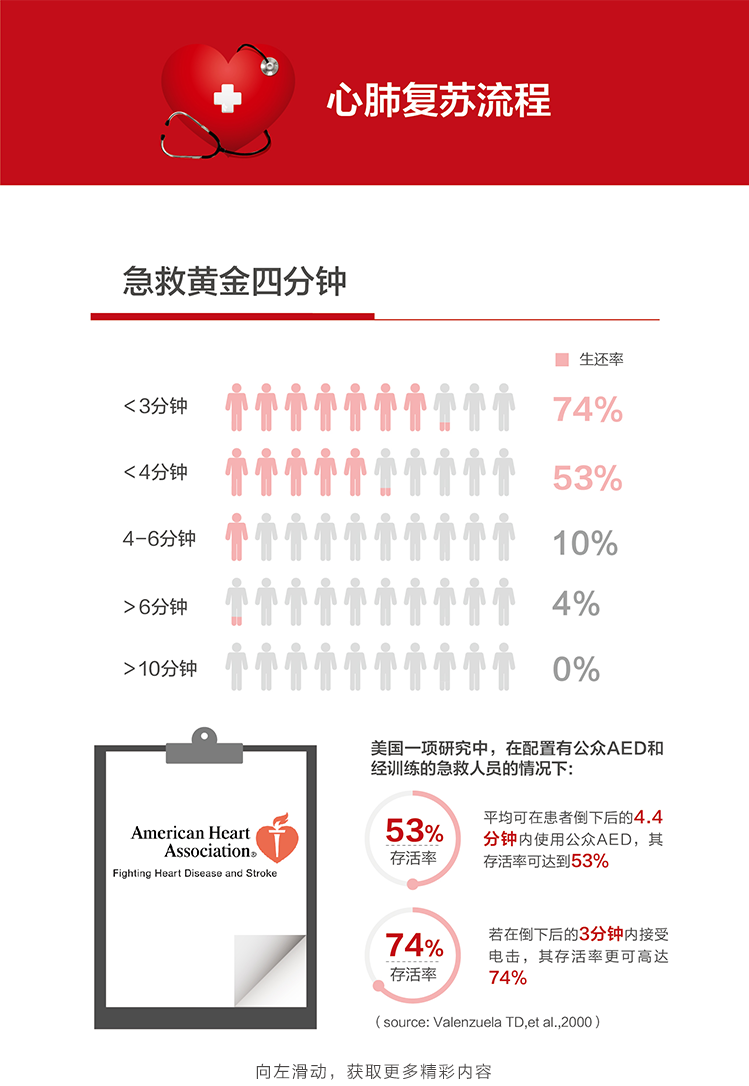 心肺复苏流程
急救黄金四分钟
生还率
<3分钟
74%
<4分钟
53%
4-6分钟
10%
>6分钟
4%
>10分钟
0%
American Heart
Association®
Fighting Heart Disease and Stroke
美国一项研究中，在配置有公众AED和
经训练的急救人员的情况下：
53%
存活率
平均可在患者倒下后的4.4
分钟内使用公众AED，其
存活率可达到53%
74%
存活率
若在倒下后的3分钟内接受
电击，其存活率更可高达
74%
（source: Valenzuela TD,et al.,2000）
向左滑动，获取更多精彩内容